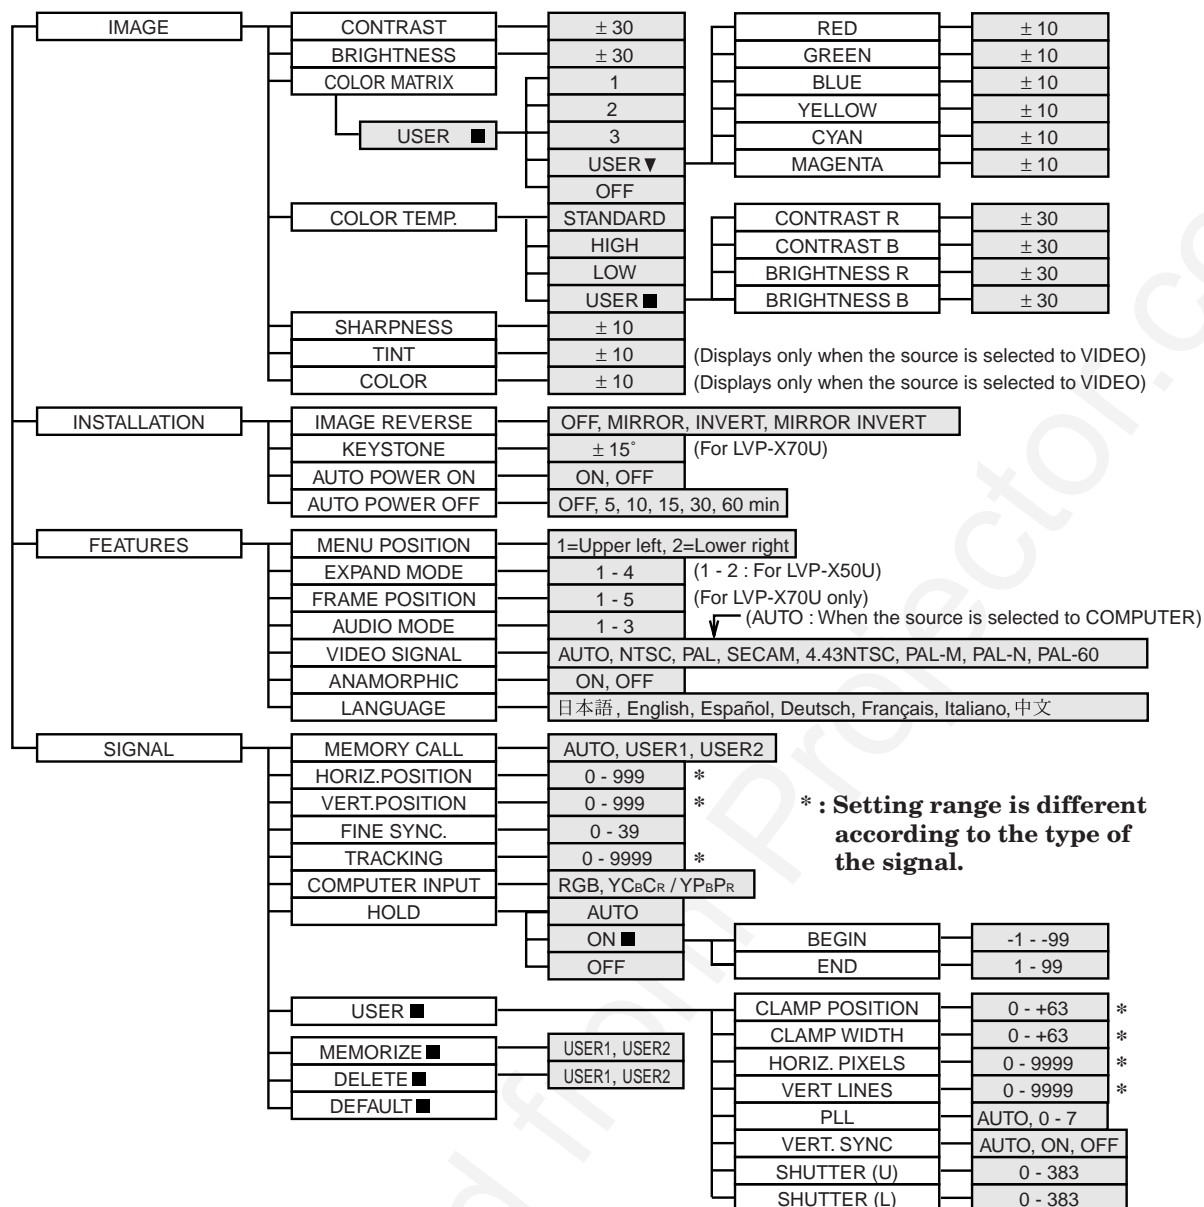 IMAGE CONTRAST ± 30 RED ± 10
BRIGHTNESS ± 30 GREEN ± 10
COLOR MATRIX 1 BLUE ± 10
2 YELLOW ± 10
USER ■ 3 CYAN ± 10
USER▼ MAGENTA ± 10
OFF
COLOR TEMP. STANDARD CONTRAST R ± 30
HIGH CONTRAST B ± 30
LOW BRIGHTNESS R ± 30
USER■ BRIGHTNESS B ± 30
SHARPNESS ± 10
TINT ± 10 (Displays only when the source is selected to VIDEO)
COLOR ± 10 (Displays only when the source is selected to VIDEO)
INSTALLATION IMAGE REVERSE OFF, MIRROR, INVERT, MIRROR INVERT
KEYSTONE ± 15˚ (For LVP-X70U)
AUTO POWER ON ON, OFF
AUTO POWER OFF OFF, 5, 10, 15, 30, 60 min
FEATURES MENU POSITION 1=Upper left, 2=Lower right
EXPAND MODE 1 - 4 (1 - 2 : For LVP-X50U)
FRAME POSITION 1 - 5 (For LVP-X70U only)
AUDIO MODE 1 - 3 (AUTO : When the source is selected to COMPUTER)
VIDEO SIGNAL AUTO, NTSC, PAL, SECAM, 4.43NTSC, PAL-M, PAL-N, PAL-60
ANAMORPHIC ON, OFF
LANGUAGE 日本語, English, Español, Deutsch, Français, Italiano, 中文
SIGNAL MEMORY CALL AUTO, USER1, USER2
HORIZ.POSITION 0 - 999 *
VERT.POSITION 0 - 999 * * : Setting range is different
FINE SYNC. 0 - 39 according to the type of
TRACKING 0 - 9999 * the signal.
COMPUTER INPUT RGB, YCBCR / YPBPR
HOLD AUTO
ON ■ BEGIN -1 - -99
OFF END 1 - 99
USER ■ CLAMP POSITION 0 - +63 *
CLAMP WIDTH 0 - +63 *
MEMORIZE■ USER1, USER2 HORIZ. PIXELS 0 - 9999 *
DELETE■ USER1, USER2 VERT LINES 0 - 9999 *
DEFAULT■ PLL AUTO, 0 - 7
VERT. SYNC AUTO, ON, OFF
SHUTTER (U) 0 - 383
SHUTTER (L) 0 - 383